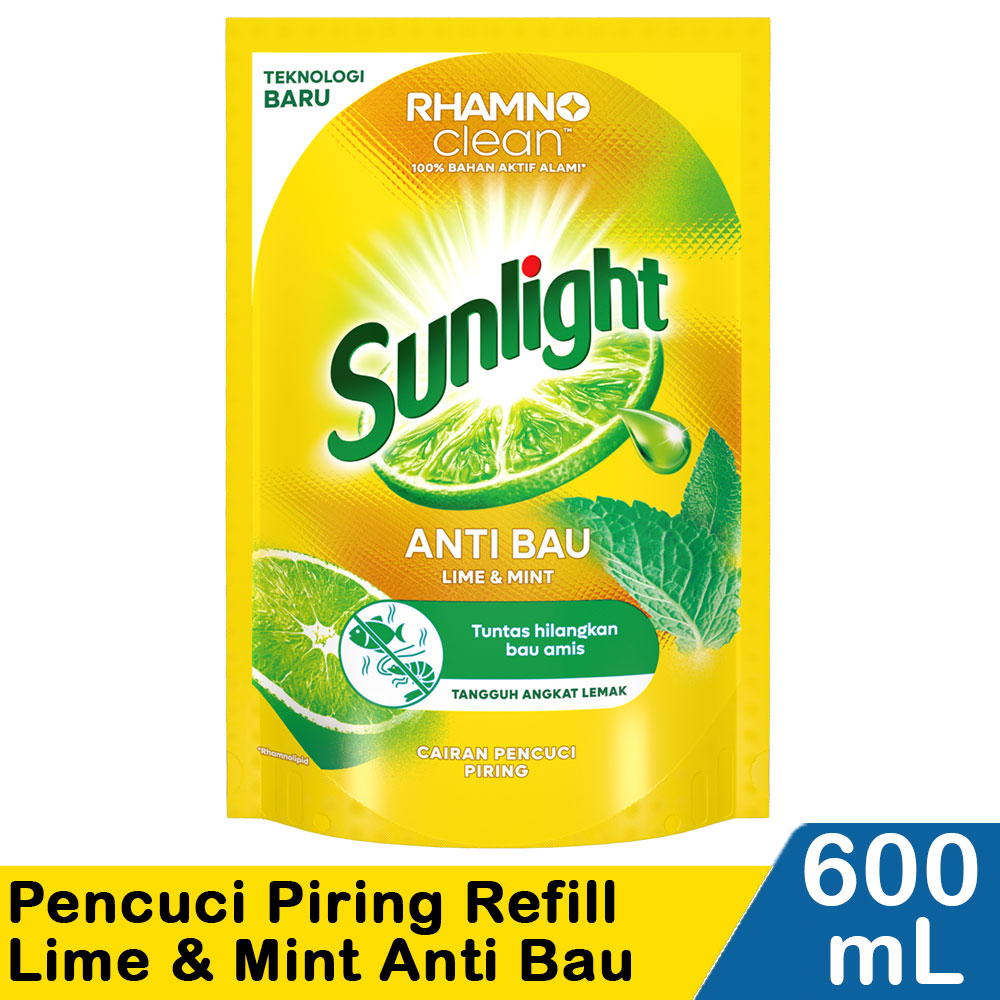 TEKNOLOGI
BARU
RHAMNO
clean™
100% BAHAN AKTIF ALAMI*
Sunlight
ANTI BAU
LIME & MINT
Tuntas hilangkan
bau amis
TANGGUH ANGKAT LEMAK
*Rhamnolipid
CAIRAN PENCUCI
PIRING
Pencuci Piring Refill
Lime & Mint Anti Bau
600
mL